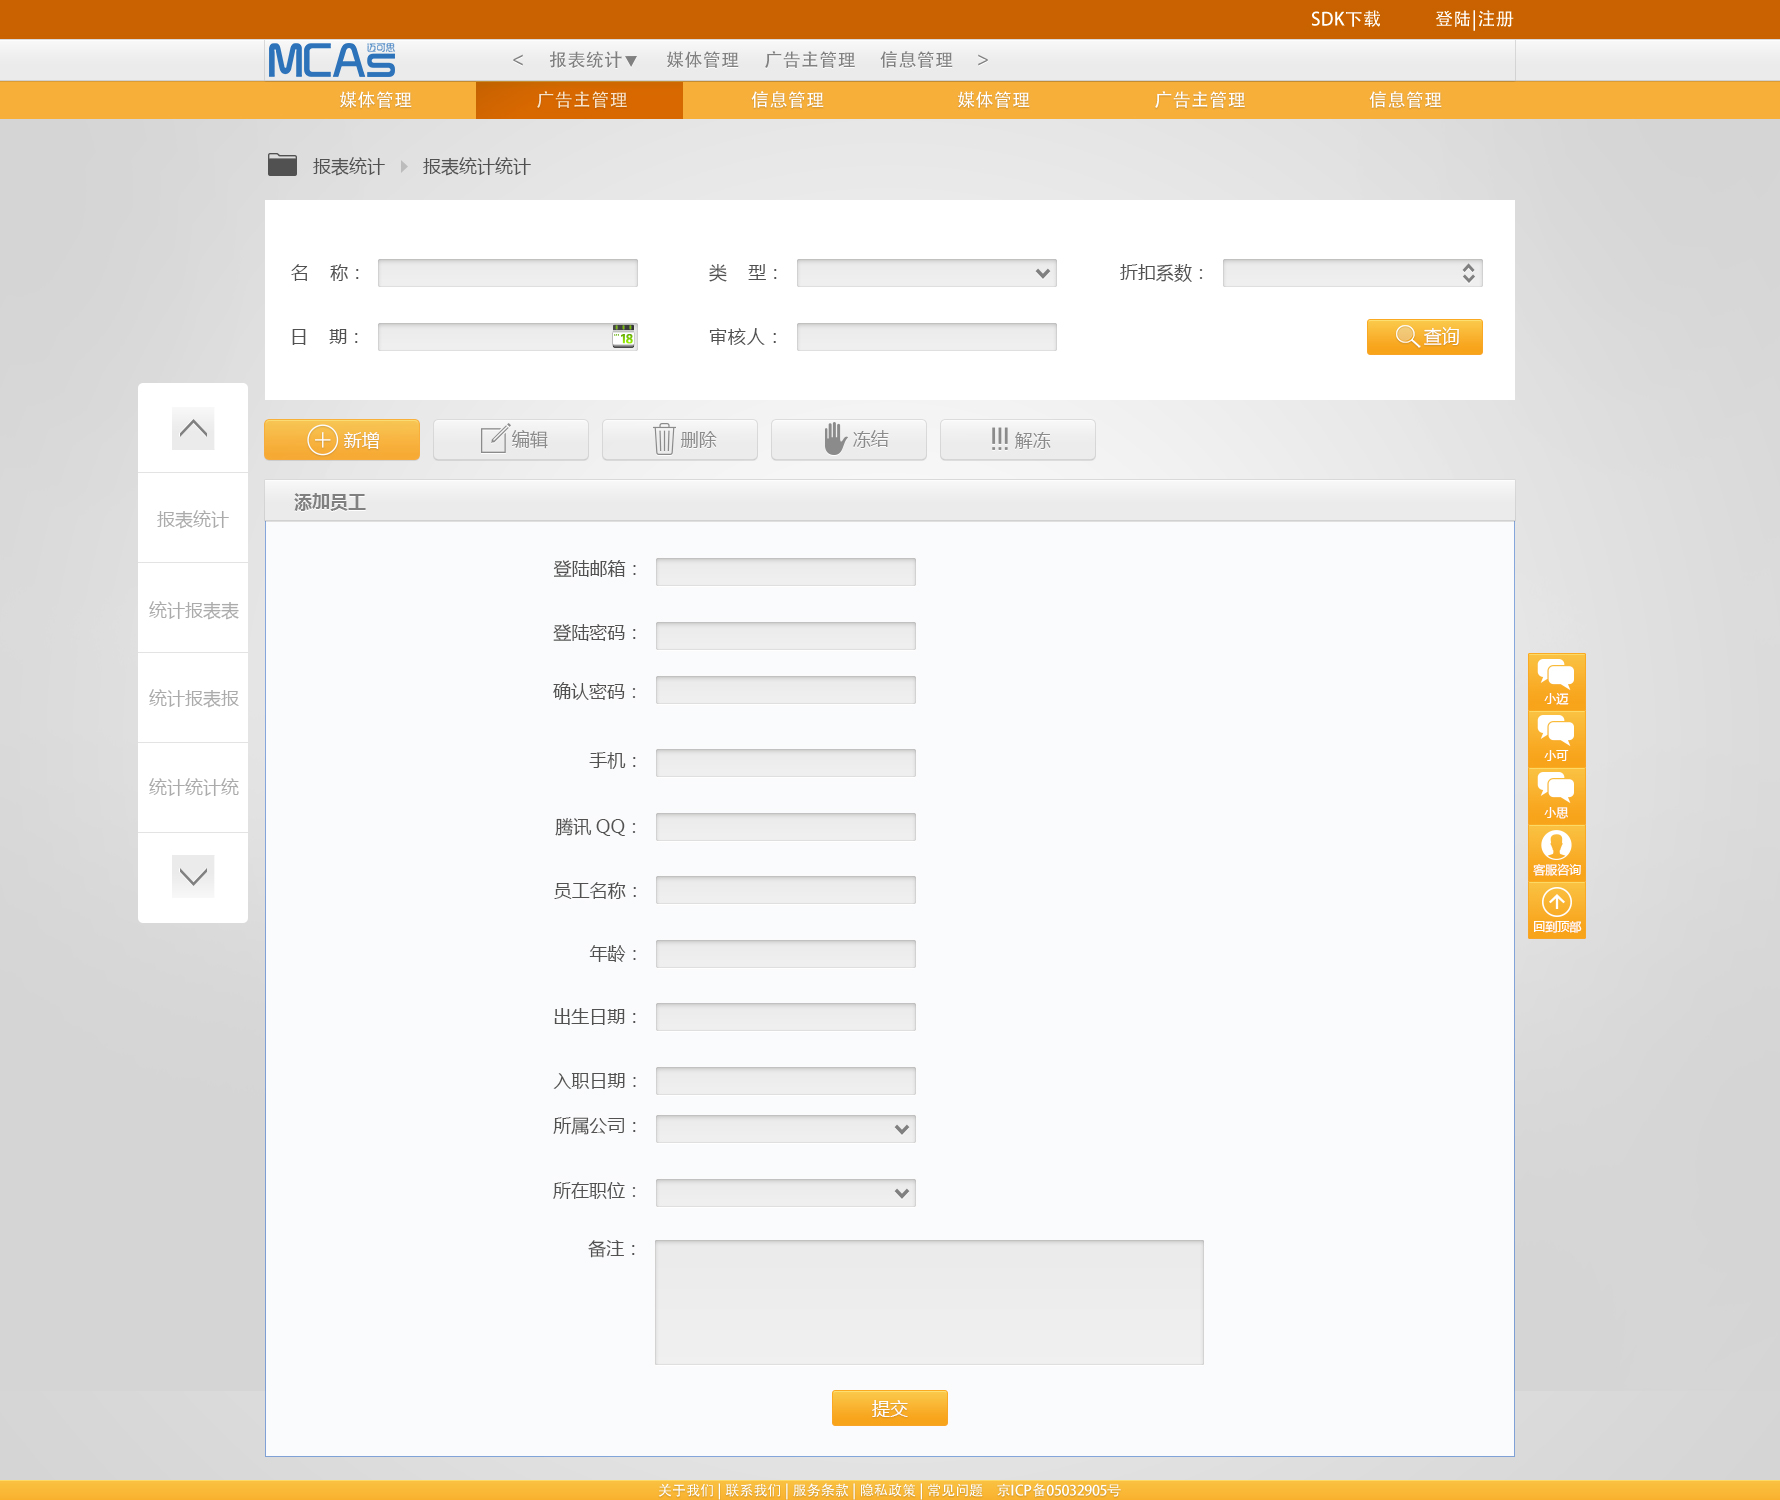 SDK下载 登陆|注册
MCAs 迈可思 < 报表统计▼ 媒体管理 广告主管理 信息管理 >
媒体管理 广告主管理 信息管理 媒体管理 广告主管理 信息管理
报表统计 报表统计统计
名 称： 类 型： 折扣系数：
日 期： 18 审核人： 查询
新增 编辑 删除 冻结 !!! 解冻
添加员工
报表统计
统计报表表
统计报表报
统计统计统
登陆邮箱：
登陆密码：
确认密码：
手机：
腾讯 QQ：
员工名称：
年龄：
出生日期：
入职日期：
所属公司：
所在职位：
备注：
提交
小迈
小可
小思
客服咨询
回到顶部
关于我们 | 联系我们 | 服务条款 | 隐私政策 | 常见问题 京ICP备05032905号